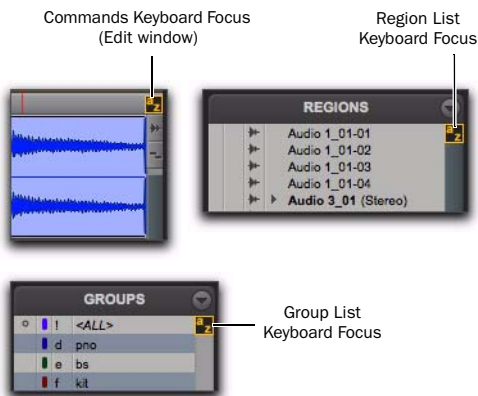 Commands Keyboard Focus
(Edit window)
Region List
Keyboard Focus
a z
REGIONS
a z
Audio 1_01-01
Audio 1_01-02
Audio 1_01-03
Audio 1_01-04
Audio 3_01 (Stereo)
GROUPS
! <ALL>
a z
d pno
e bs
f kit
Group List
Keyboard Focus